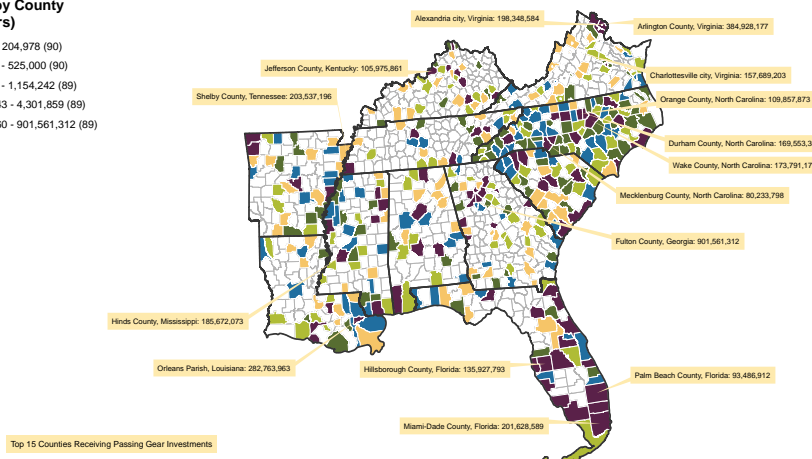 by County
rs)
204,978 (90)
- 525,000 (90)
- 1,154,242 (89)
43 - 4,301,859 (89)
60 - 901,561,312 (89)
Alexandria city, Virginia: 198,348,584
Arlington County, Virginia: 384,928,177
Jefferson County, Kentucky: 105,975,861
Charlottesville city, Virginia: 157,689,203
Shelby County, Tennessee: 203,537,196
Orange County, North Carolina: 109,857,873
Durham County, North Carolina: 169,553,3
Wake County, North Carolina: 173,791,17
Mecklenburg County, North Carolina: 80,233,798
Fulton County, Georgia: 901,561,312
Hinds County, Mississippi: 185,672,073
Orleans Parish, Louisiana: 282,763,963
Hillsborough County, Florida: 135,927,793
Palm Beach County, Florida: 93,486,912
Miami-Dade County, Florida: 201,628,589
Top 15 Counties Receiving Passing Gear Investments